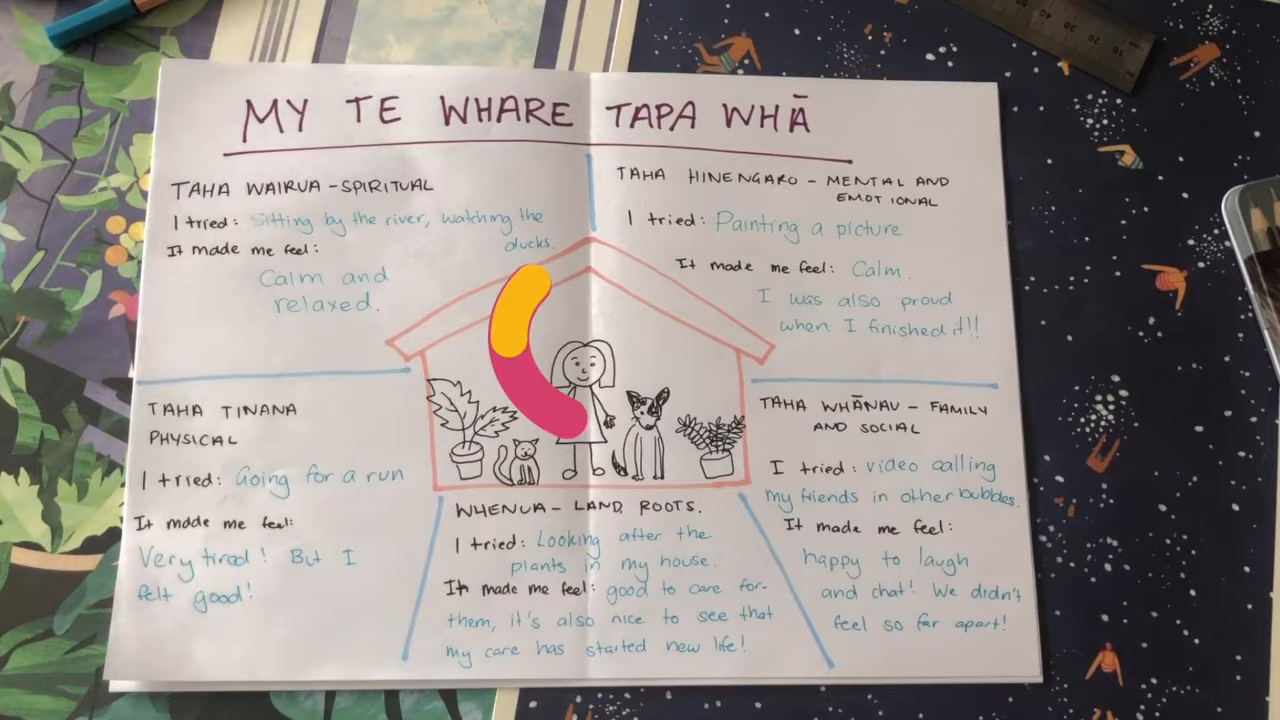 MY TE WHARE TAPA WHĀ
TAHA WAIRUA - SPIRITUAL
I tried: Sitting by the river, watching the
ducks.
It made me feel:
Calm and
relaxed.
TAHA HINENGARO - MENTAL AND
EMOTIONAL
I tried: Painting a picture
It made me feel: Calm.
I was also proud
when I finished it!!
TAHA TINANA
PHYSICAL
I tried: Going for a run
It made me feel:
Very tired! But I
felt good!
WHENUA - LAND, ROOTS.
I tried: Looking after the
plants in my house.
It made me feel: good to care for
them, it's also nice to see that
my care has started new life!
TAHA WHĀNAU - FAMILY
AND SOCIAL
I tried: video calling
my friends in other bubbles.
It made me feel:
happy to laugh
and chat! We didn't
feel so far apart!
10
20
30
40
50